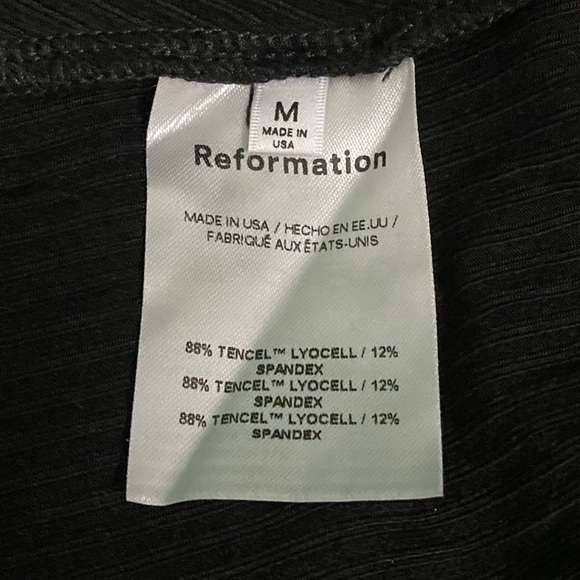 M
MADE IN
USA
Reformation
MADE IN USA / HECHO EN EE.UU /
FABRIQUÉ AUX ÉTATS-UNIS
88% TENCEL™ LYOCELL / 12%
SPANDEX
88% TENCEL™ LYOCELL / 12%
SPANDEX
88% TENCEL™ LYOCELL / 12%
SPANDEX